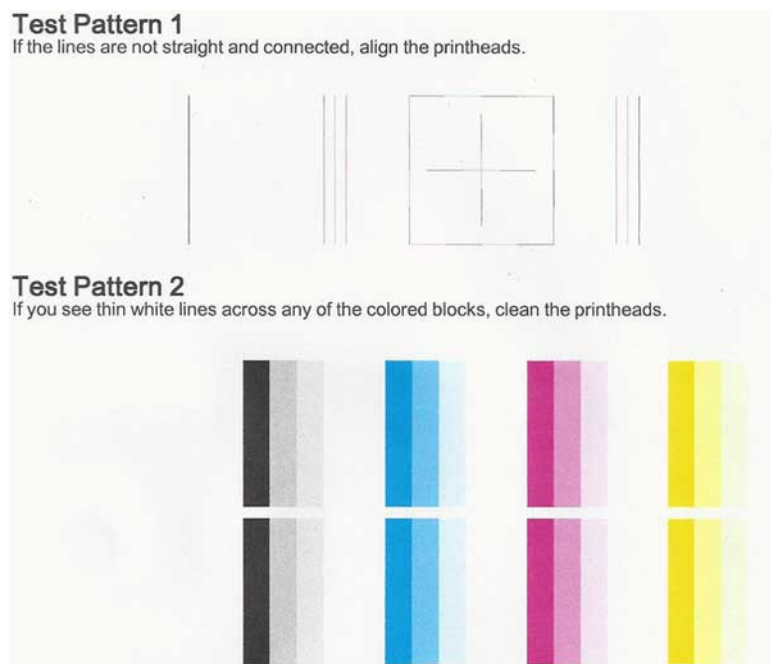 Test Pattern 1
If the lines are not straight and connected, align the printheads.
Test Pattern 2
If you see thin white lines across any of the colored blocks, clean the printheads.